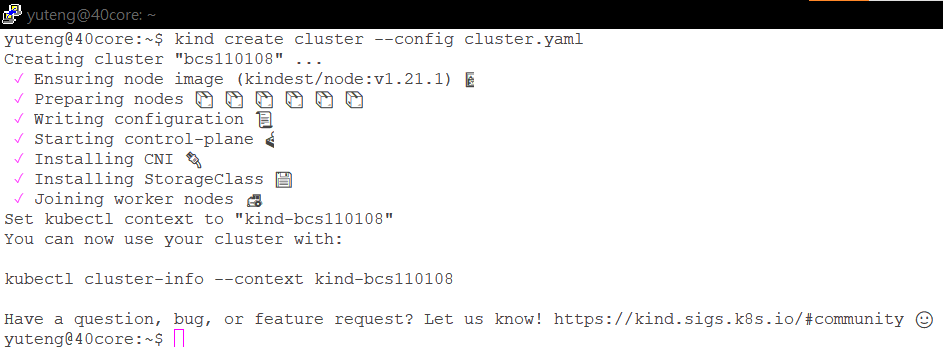 yuteng@40core: ~
yuteng@40core:~$ kind create cluster --config cluster.yaml
Creating cluster "bcs110108" ...
✓ Ensuring node image (kindest/node:v1.21.1) 🖼
✓ Preparing nodes 📦 📦 📦 📦 📦 📦
✓ Writing configuration 📜
✓ Starting control-plane 🕹
✓ Installing CNI 🔌
✓ Installing StorageClass 💾
✓ Joining worker nodes 🚜
Set kubectl context to "kind-bcs110108"
You can now use your cluster with:
kubectl cluster-info --context kind-bcs110108
Have a question, bug, or feature request? Let us know! https://kind.sigs.k8s.io/#community 🙂
yuteng@40core:~$